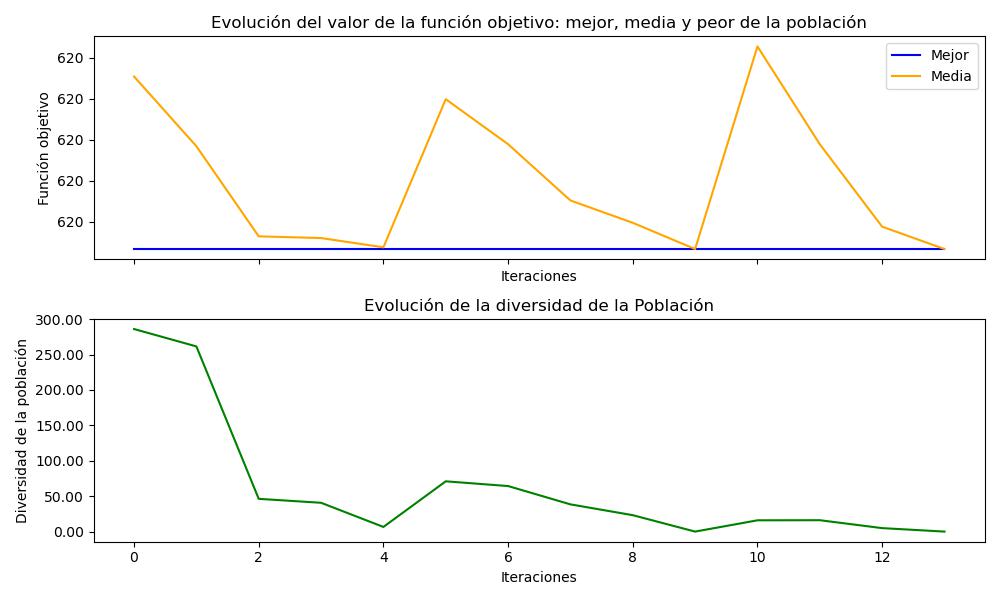 Evolución del valor de la función objetivo: mejor, media y peor de la población
Función objetivo
620
620
620
620
620
Mejor
Media
Iteraciones
Evolución de la diversidad de la Población
Diversidad de la población
300.00
250.00
200.00
150.00
100.00
50.00
0.00
0 2 4 6 8 10 12
Iteraciones